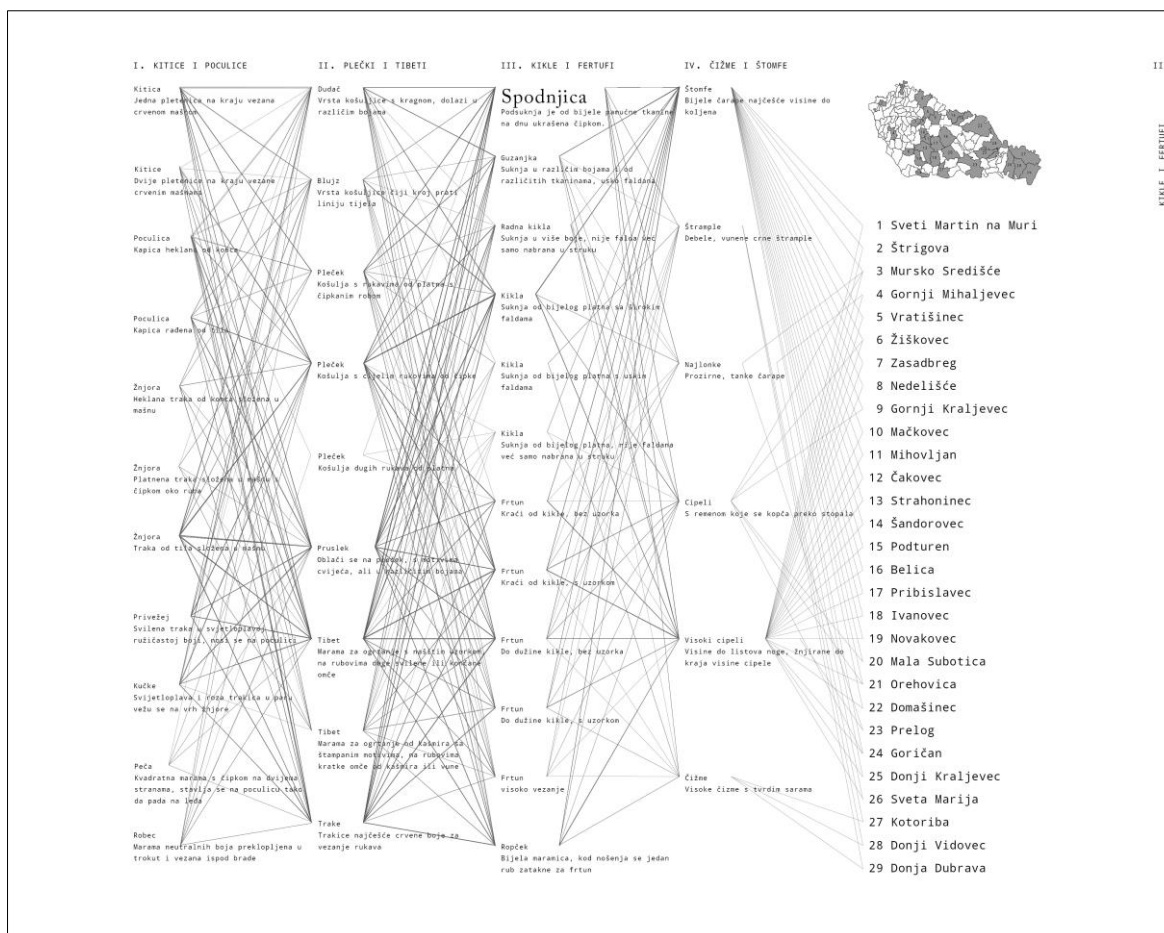 I. KITICE I POCULICE
Kitica
Jedna pletenica na kraju vezana
crvenom mašnom
Kitice
Dvije pletenice na kraju vezane
crvenim mašnama
Poculica
Kapica heklana od konca
Poculica
Kapica rađena od tila
Žnjora
Heklana traka od konca složena u
mašnu
Žnjora
Platnena traka složena u mašnu s
čipkom oko ruba
Žnjora
Traka od tila složena u mašnu
Privežej
Svilena traka u svjetloplavoj
ružičastoj boji, nosi se na poculici
Kučke
Svijetloplava i roza trakica u paru
vežu se na vrh žnjore
Peča
Kvadratna marama s čipkom na dvijema
stranama, stavlja se na poculicu tako
da pada na leđa
Robec
Marama neutralnih boja preklopljena u
trokut i vezana ispod brade
II. PLEČKI I TIBETI
Dudač
Vrsta košuljice s kragnom, dolazi u
različim bojama
Blujz
Vrsta košuljice čiji kroj prati
liniju tijela
Pleček
Košulja s rukavima od platna s
čipkanim robom
Pleček
Košulja s cijelim rukovima od čipke
Pleček
Košulja dugih rukava od platna
Pruslek
Oblači se na pleček, s motivima
cvijeća, ali u različitim bojama
Tibet
Marama za ogrtanje s našitim uzorkom,
na rubovima duge svilene ili končane
omče
Tibet
Marama za ogrtanje od kašmira sa
štampanim motivima, na rubovima
kratke omče od kašmira ili vune
Trake
Trakice najčešće crvene boje za
vezanje rukava
III. KIKLE I FERTUFI
Spodnjica
Podsuknja je od bijele pamučne tkanine
na dnu ukrašena čipkom.
Guzanjka
Suknja u različim bojama i od
različitih tkaninama, usko faldana
Radna kikla
Suknja u više boje, nije falda već
samo nabrana u struku
Kikla
Suknja od bijelog platna sa širokim
faldama
Kikla
Suknja od bijelog platna s uskim
faldama
Kikla
Suknja od bijelog platna, nije faldana
već samo nabrana u struku
Frtun
Kraći od kikle, bez uzorka
Frtun
Kraći od kikle, s uzorkom
Frtun
Do dužine kikle, bez uzorka
Frtun
Do dužine kikle, s uzorkom
Frtun
visoko vezanje
Ropček
Bijela maramica, kod nošenja se jedan
rub zatakne za frtun
IV. ČIŽME I ŠTOMFE
Štomfe
Bijele čarape najčešće visine do
koljena
Štrample
Debele, vunene crne štrample
Najlonke
Prozirne, tanke čarape
Cipeli
S remenom koje se kopča preko stopala
Visoki cipeli
Visine do listova noge, žnjirane do
kraja visine cipele
Čižme
Visoke čizme s tvrdim sarama
1 Sveti Martin na Muri
2 Štrigova
3 Mursko Središće
4 Gornji Mihaljevec
5 Vratišinec
6 Žiškovec
7 Zasadbreg
8 Nedelišće
9 Gornji Kraljevec
10 Mačkovec
11 Mihovljan
12 Čakovec
13 Strahoninec
14 Šandorovec
15 Podturen
16 Belica
17 Pribislavec
18 Ivanovec
19 Novakovec
20 Mala Subotica
21 Orehovica
22 Domašinec
23 Prelog
24 Goričan
25 Donji Kraljevec
26 Sveta Marija
27 Kotoriba
28 Donji Vidovec
29 Donja Dubrava
II
KIKLE I FERTUFI